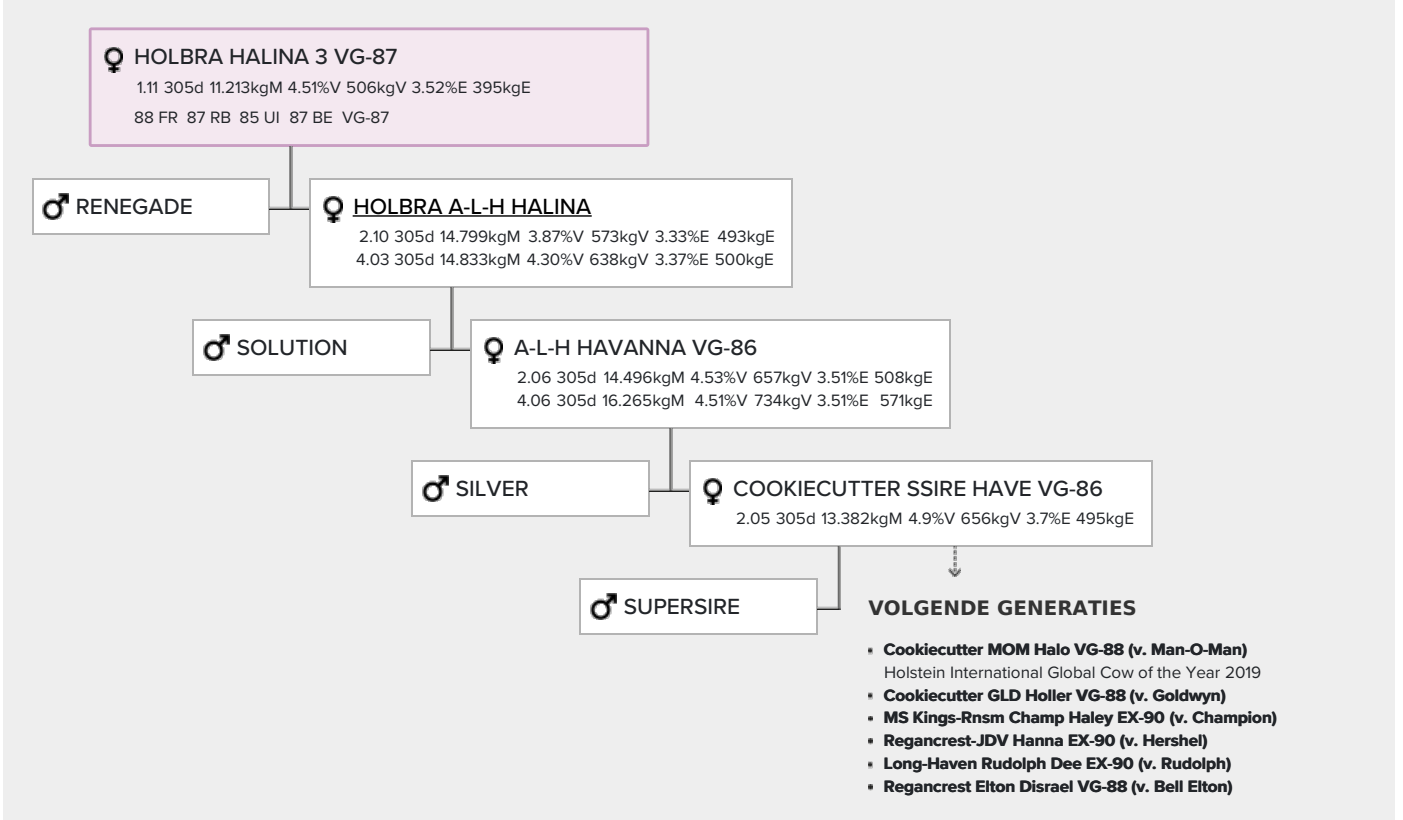 HOLBRA HALINA 3 VG-87
1.11 305d 11.213kgM 4.51%V 506kgV 3.52%E 395kgE
88 FR 87 RB 85 UI 87 BE VG-87
RENEGADE
HOLBRA A-L-H HALINA
2.10 305d 14.799kgM 3.87%V 573kgV 3.33%E 493kgE
4.03 305d 14.833kgM 4.30%V 638kgV 3.37%E 500kgE
SOLUTION
A-L-H HAVANNA VG-86
2.06 305d 14.496kgM 4.53%V 657kgV 3.51%E 508kgE
4.06 305d 16.265kgM 4.51%V 734kgV 3.51%E 571kgE
SILVER
COOKIECUTTER SSIRE HAVE VG-86
2.05 305d 13.382kgM 4.9%V 656kgV 3.7%E 495kgE
SUPERSIRE
VOLGENDE GENERATIES
▪ Cookiecutter MOM Halo VG-88 (v. Man-O-Man)
Holstein International Global Cow of the Year 2019
▪ Cookiecutter GLD Holler VG-88 (v. Goldwyn)
▪ MS Kings-Rnsm Champ Haley EX-90 (v. Champion)
▪ Regancrest-JDV Hanna EX-90 (v. Hershel)
▪ Long-Haven Rudolph Dee EX-90 (v. Rudolph)
▪ Regancrest Elton Disrael VG-88 (v. Bell Elton)